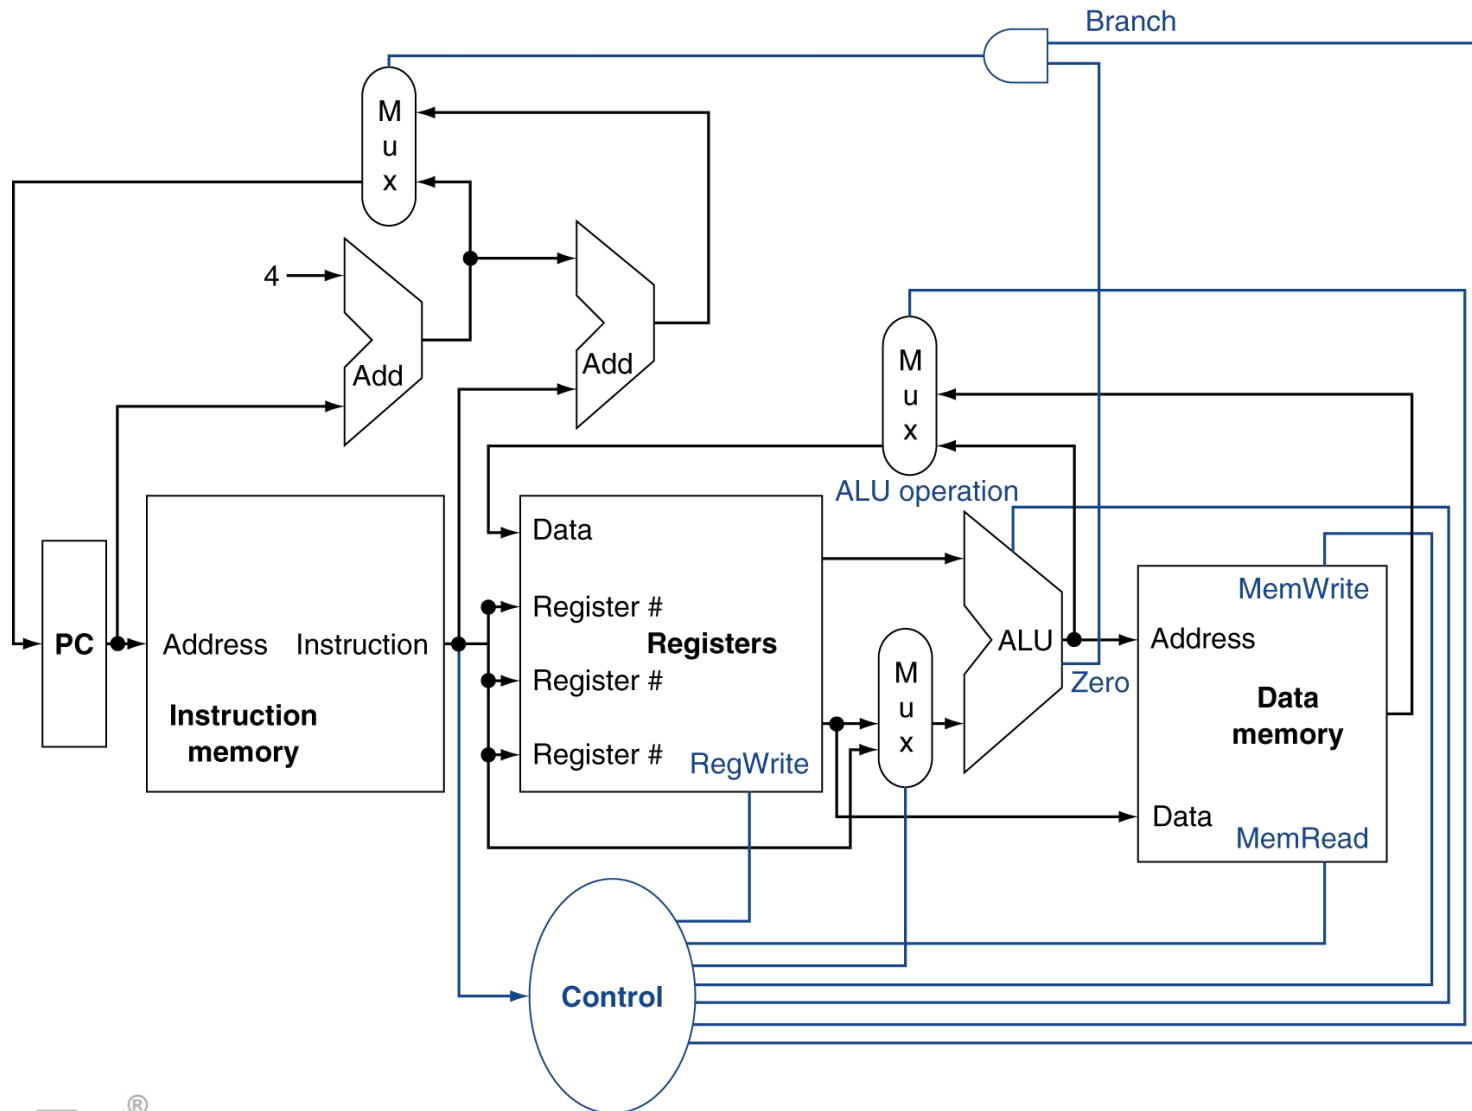 Branch
M
u
x
4
Add
Add
M
u
x
ALU operation
Data
Register #
Registers
Register #
Register #
RegWrite
PC
Address
Instruction
Instruction
memory
M
u
x
ALU
Zero
MemWrite
Address
Data
memory
Data
MemRead
Control
®